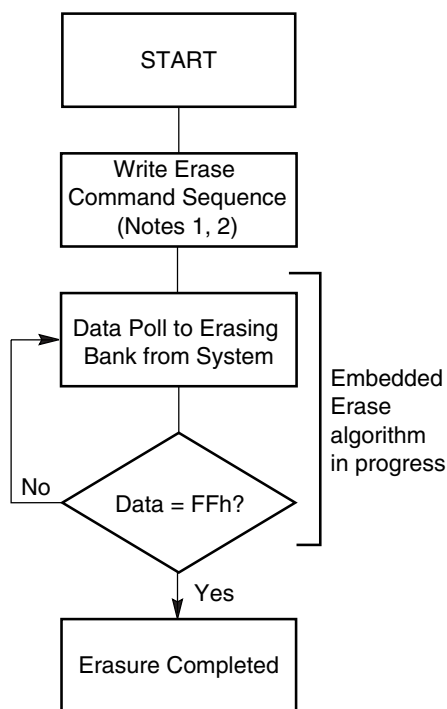 START
Write Erase
Command Sequence
(Notes 1, 2)
Data Poll to Erasing
Bank from System
Embedded
Erase
algorithm
in progress
No
Data = FFh?
Yes
Erasure Completed